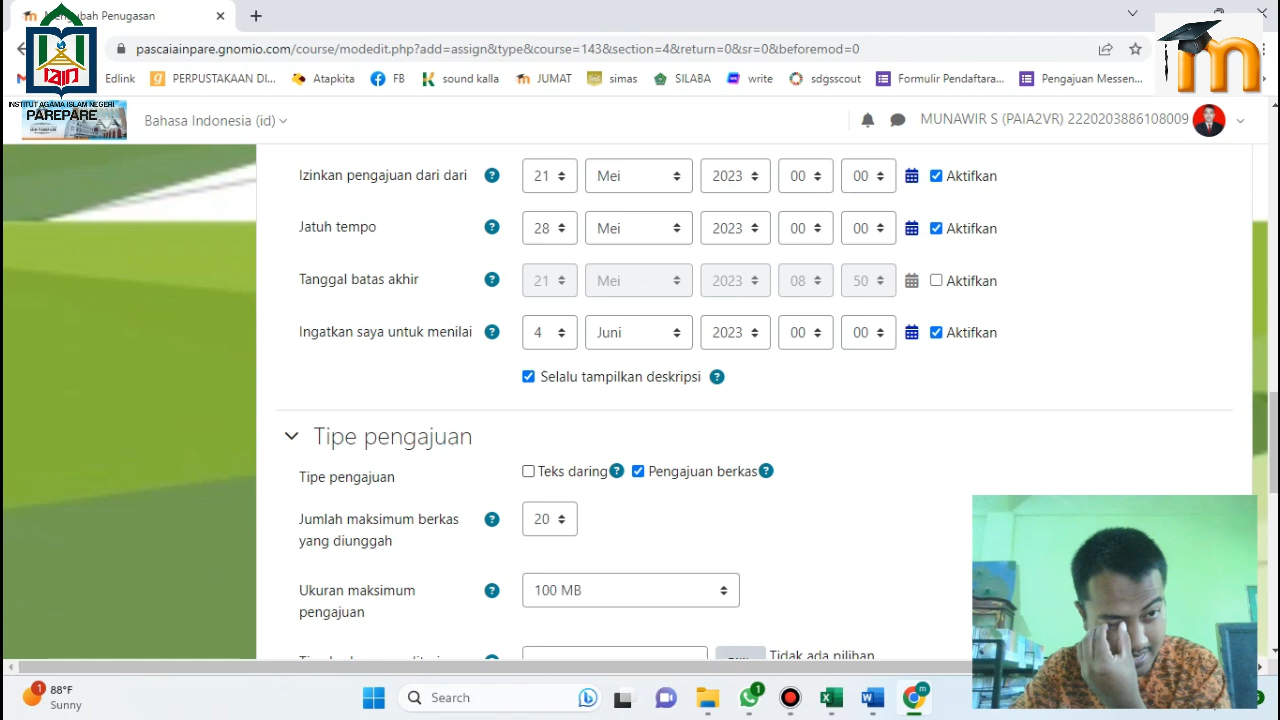 Mengubah Penugasan
pascaiainpare.gnomio.com/course/modedit.php?add=assign&type&course=143&section=4&return=0&sr=0&beforemod=0
Edlink PERPUSTAKAAN DI... Atapkita FB sound kalla JUMAT simas SILABA write sdgsscout Formulir Pendaftara... Pengajuan Messen...
iain
INSTITUT AGAMA ISLAM NEGERI
PAREPARE
Bahasa Indonesia (id) MUNAWIR S (PAIA2VR) 2220203886108009
Izinkan pengajuan dari dari 21 Mei 2023 00 00 Aktifkan
Jatuh tempo 28 Mei 2023 00 00 Aktifkan
Tanggal batas akhir 21 Mei 2023 08 50 Aktifkan
Ingatkan saya untuk menilai 4 Juni 2023 00 00 Aktifkan
Selalu tampilkan deskripsi
Tipe pengajuan
Tipe pengajuan Teks daring Pengajuan berkas
Jumlah maksimum berkas 20
yang diunggah
Ukuran maksimum 100 MB
pengajuan
Tidak ada pilihan
88°F
Sunny
Search